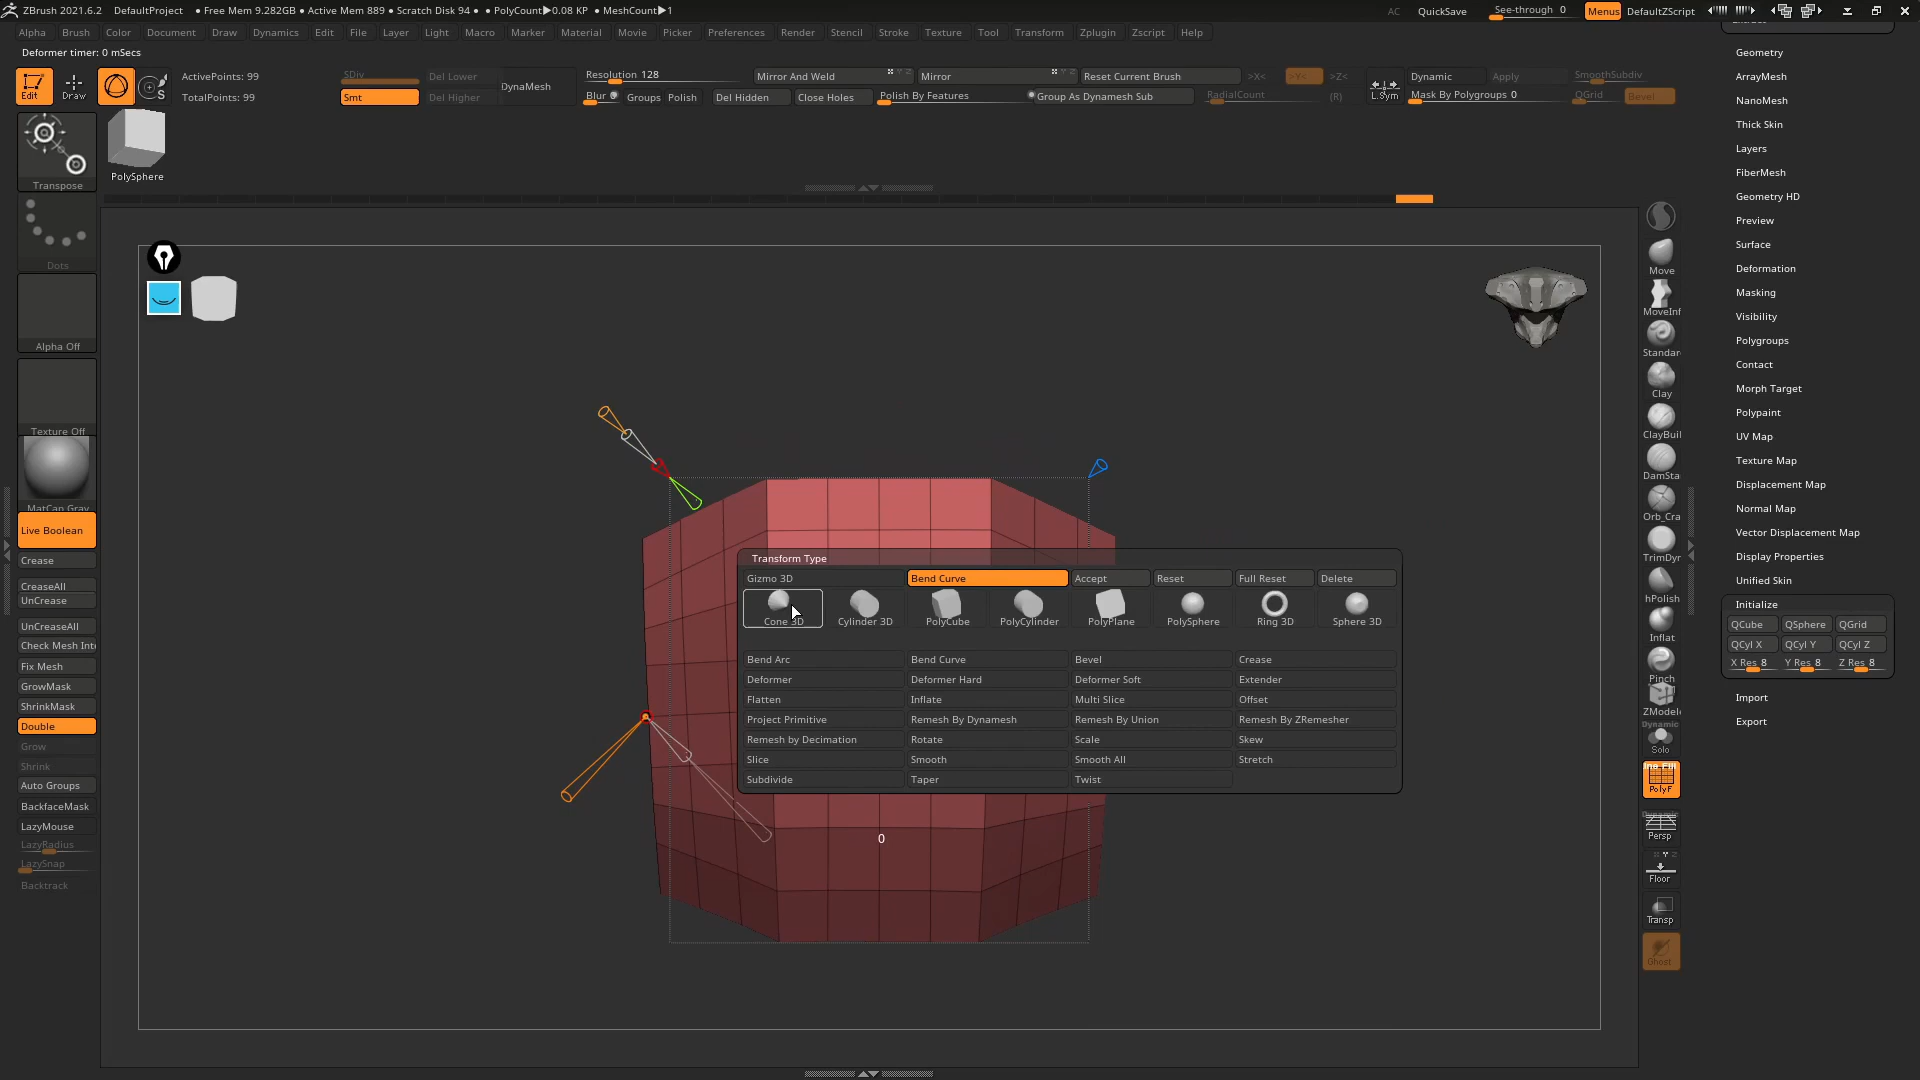 ZBrush 2021.6.2 DefaultProject • Free Mem 9.282GB • Active Mem 889 • Scratch Disk 94 • • PolyCount▶0.08 KP • MeshCount▶1 AC QuickSave See-through 0 Menus DefaultZScript
Alpha Brush Color Document Draw Dynamics Edit File Layer Light Macro Marker Material Movie Picker Preferences Render Stencil Stroke Texture Tool Transform Zplugin Zscript Help
Deformer timer: 0 mSecs
Edit Draw S
ActivePoints: 99
TotalPoints: 99
SDiv Del Lower
Smt Del Higher
DynaMesh
Resolution 128 Mirror And Weld Mirror Reset Current Brush >X< >Y< >Z<
Blur Groups Polish Del Hidden Close Holes Polish By Features Group As Dynamesh Sub RadialCount (R)
L.Sym
Dynamic Apply SmoothSubdiv
Mask By Polygroups 0 QGrid Bevel
Transpose
PolySphere
Dots
Alpha Off
Texture Off
MatCap Gray
Live Boolean
Crease
CreaseAll
UnCrease
UnCreaseAll
Check Mesh Int
Fix Mesh
GrowMask
ShrinkMask
Double
Grow
Shrink
Auto Groups
BackfaceMask
LazyMouse
LazyRadius
LazySnap
Backtrack
Transform Type
Gizmo 3D Bend Curve Accept Reset Full Reset Delete
Cone 3D Cylinder 3D PolyCube PolyCylinder PolyPlane PolySphere Ring 3D Sphere 3D
Bend Arc Bend Curve Bevel Crease
Deformer Deformer Hard Deformer Soft Extender
Flatten Inflate Multi Slice Offset
Project Primitive Remesh By Dynamesh Remesh By Union Remesh By ZRemesher
Remesh by Decimation Rotate Scale Skew
Slice Smooth Smooth All Stretch
Subdivide Taper Twist
0
Move
MoveInf
Standar
Clay
ClayBuil
DamSta
Orb_Cra
TrimDyr
hPolish
Inflat
Pinch
ZModele
Dynamic
Solo
PolyF
Dynamic
Persp
Floor
Transp
Ghost
Geometry
ArrayMesh
NanoMesh
Thick Skin
Layers
FiberMesh
Geometry HD
Preview
Surface
Deformation
Masking
Visibility
Polygroups
Contact
Morph Target
Polypaint
UV Map
Texture Map
Displacement Map
Normal Map
Vector Displacement Map
Display Properties
Unified Skin
Initialize
QCube QSphere QGrid
QCyl X QCyl Y QCyl Z
X Res 8 Y Res 8 Z Res 8
Import
Export